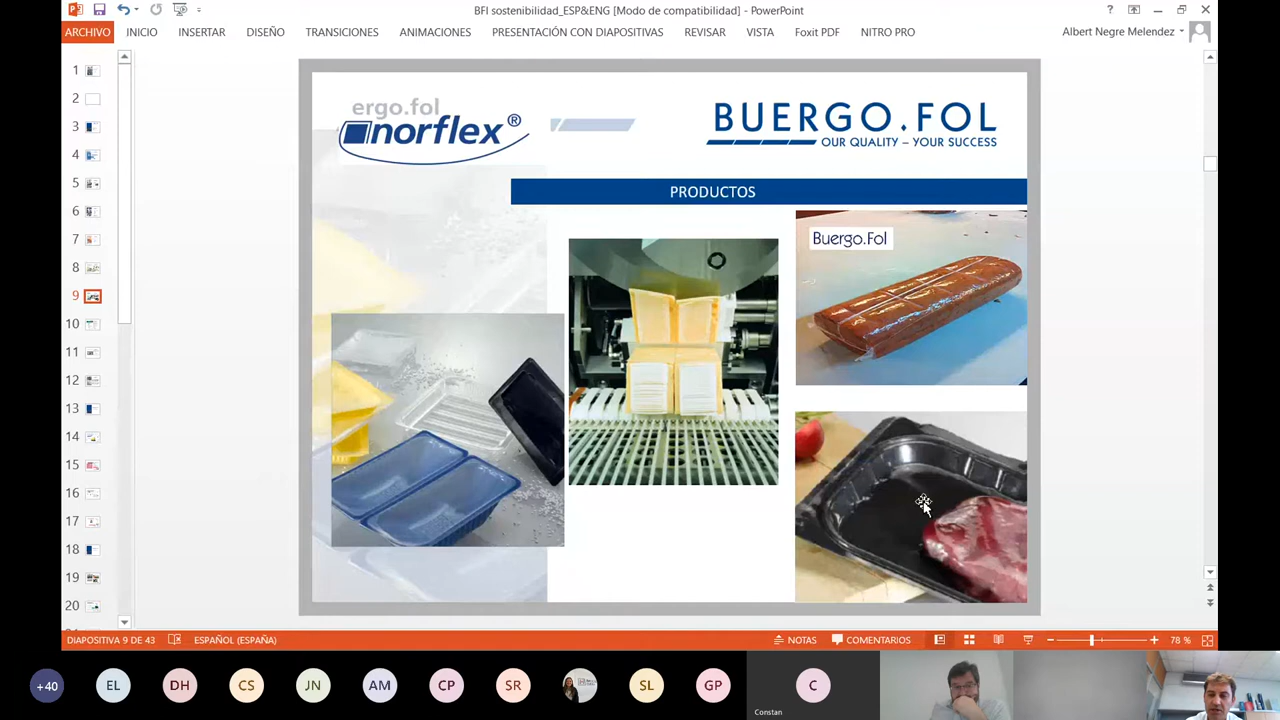 BFI sostenibilidad_ESP&ENG [Modo de compatibilidad] - PowerPoint
?
ARCHIVO INICIO INSERTAR DISEÑO TRANSICIONES ANIMACIONES PRESENTACIÓN CON DIAPOSITIVAS REVISAR VISTA Foxit PDF NITRO PRO Albert Negre Melendez
1
2
3
4
5
6
7
8
9
10
11
12
13
14
15
16
17
18
19
20
ergo.fol
norflex®
BUERGO.FOL
OUR QUALITY – YOUR SUCCESS
PRODUCTOS
Buergo.Fol
DIAPOSITIVA 9 DE 43 ESPAÑOL (ESPAÑA) NOTAS COMENTARIOS 78 %
+40 EL DH CS JN AM CP SR SL GP C
Constan